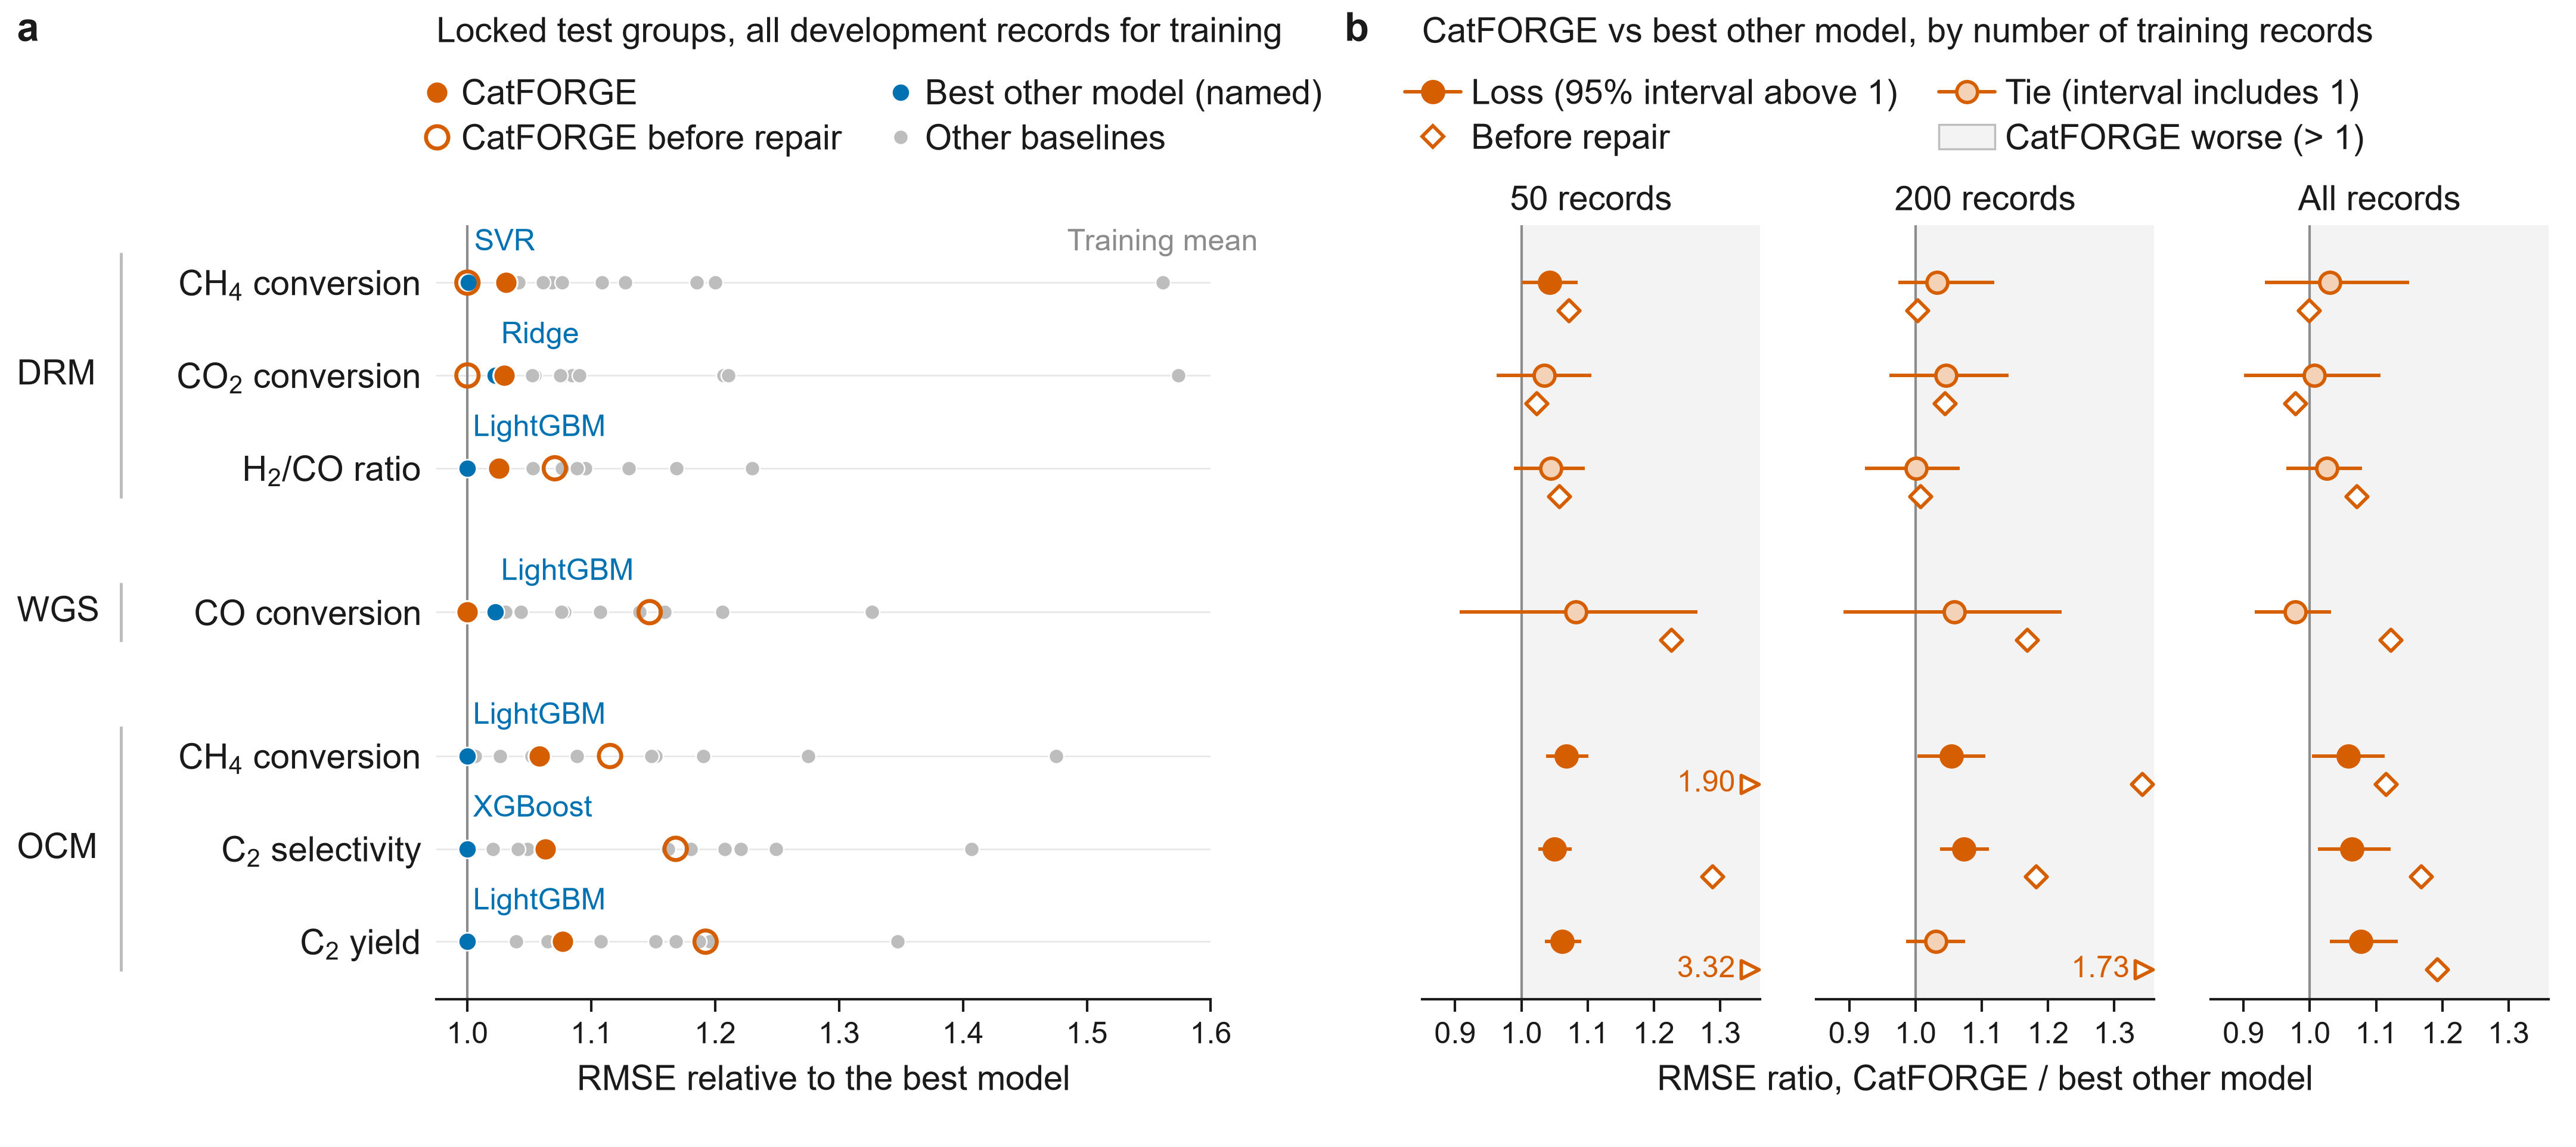 a
Locked test groups, all development records for training
CatFORGE
Best other model (named)
CatFORGE before repair
Other baselines
SVR
Training mean
CH₄ conversion
Ridge
DRM
CO₂ conversion
LightGBM
H₂/CO ratio
LightGBM
WGS
CO conversion
LightGBM
CH₄ conversion
XGBoost
OCM
C₂ selectivity
LightGBM
C₂ yield
1.0 1.1 1.2 1.3 1.4 1.5 1.6
RMSE relative to the best model
b
CatFORGE vs best other model, by number of training records
Loss (95% interval above 1)
Tie (interval includes 1)
Before repair
CatFORGE worse (> 1)
50 records
200 records
All records
1.90
3.32
1.73
0.9 1.0 1.1 1.2 1.3
0.9 1.0 1.1 1.2 1.3
0.9 1.0 1.1 1.2 1.3
RMSE ratio, CatFORGE / best other model